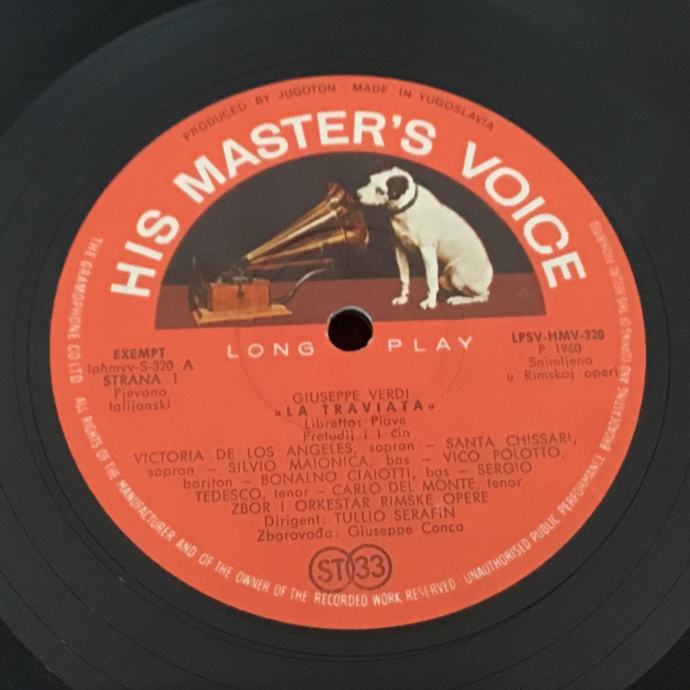 PRODUCED BY JUGOTON MADE IN YUGOSLAVIA
HIS MASTER'S VOICE
LONG PLAY
EXEMPT
lphmvv-S-320 A
STRANA 1
Pjevano
talijanski
LPSV-HMV-320
P 1960
Snimljeno
u Rimskoj operi
GIUSEPPE VERDI
»LA TRAVIATA«
Libretto: Piave
Preludij i I čin
VICTORIA DE LOS ANGELES, sopran – SANTA CHISSARI,
sopran – SILVIO MAIONICA, bas – VICO POLOTTO,
bariton – BONALNO CIAIOTTI, bas – SERGIO
TEDESCO, tenor – CARLO DEL MONTE, tenor
ZBOR I ORKESTAR RIMSKE OPERE
Dirigent: TULLIO SERAFIN
Zborovođa: Giuseppe Conca
ST 33
THE GRAMOPHONE CO LTD. ALL RIGHTS OF THE MANUFACTURER AND OF THE OWNER OF THE RECORDED WORK RESERVED · UNAUTHORISED PUBLIC PERFORMANCE BROADCASTING AND COPYING OF THIS RECORD PROHIBITED